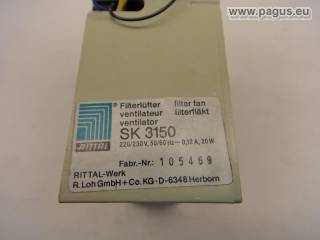 www.pagus.eu
Filterlüfter filter fan
ventilateur filterfläkt
ventilator
SK 3150
220/230V, 50/60 Hz~ 0,12 A, 20W
RITTAL
Fabr.-Nr.: 105469
RITTAL-Werk
R.Loh GmbH+Co.KG·D-6348 Herborn